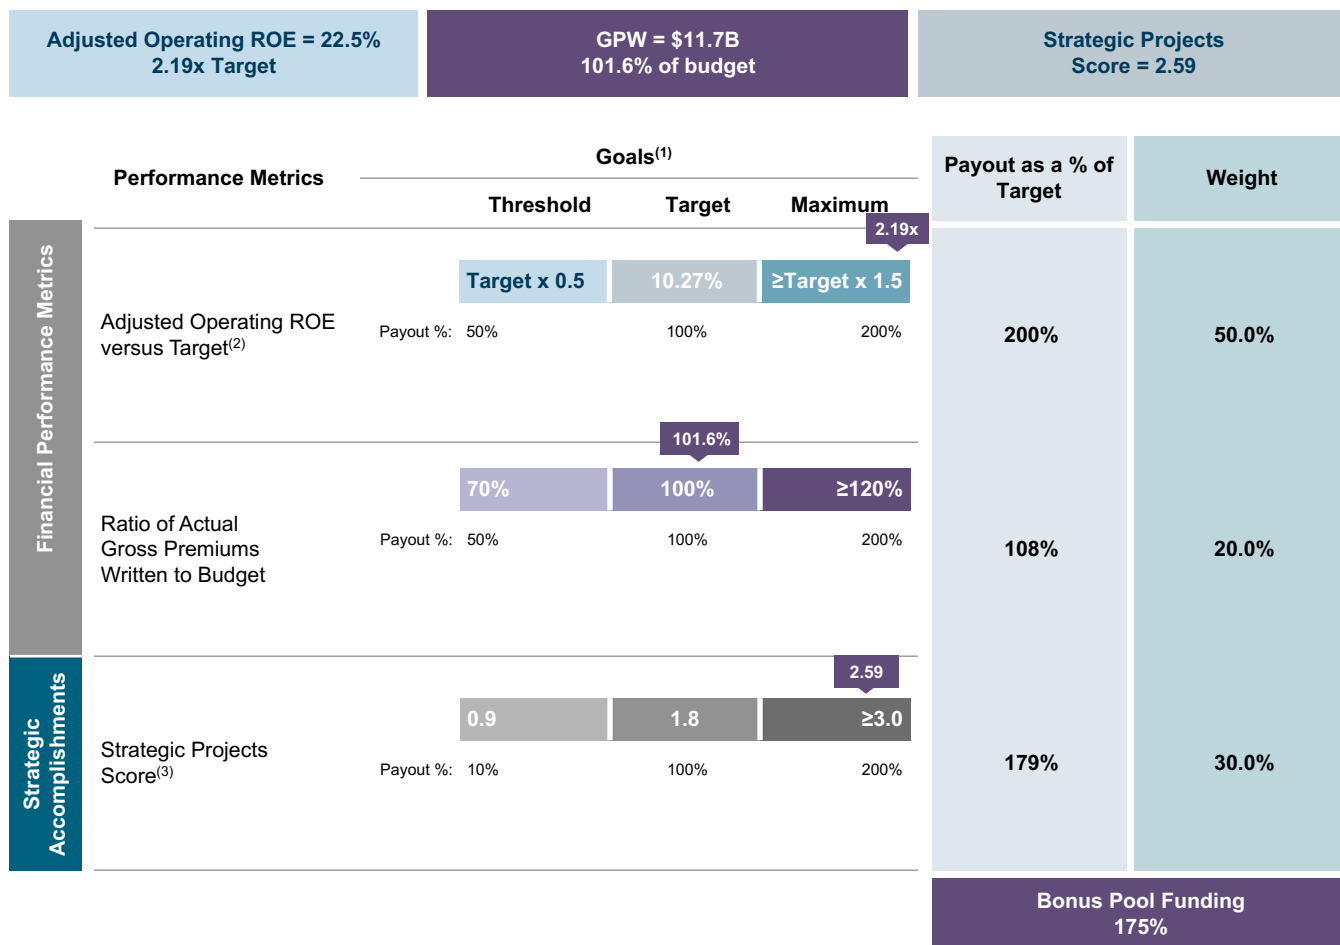 Adjusted Operating ROE = 22.5%
2.19x Target
GPW = $11.7B
101.6% of budget
Strategic Projects
Score = 2.59
Performance Metrics
Goals(1)
Threshold Target Maximum
Payout as a % of
Target
Weight
Financial Performance Metrics
2.19x
Target x 0.5 10.27% ≥Target x 1.5
Adjusted Operating ROE
versus Target(2)
Payout %: 50% 100% 200%
200% 50.0%
101.6%
70% 100% ≥120%
Ratio of Actual
Gross Premiums
Written to Budget
Payout %: 50% 100% 200%
108% 20.0%
Strategic
Accomplishments
2.59
0.9 1.8 ≥3.0
Strategic Projects
Score(3)
Payout %: 10% 100% 200%
179% 30.0%
Bonus Pool Funding
175%